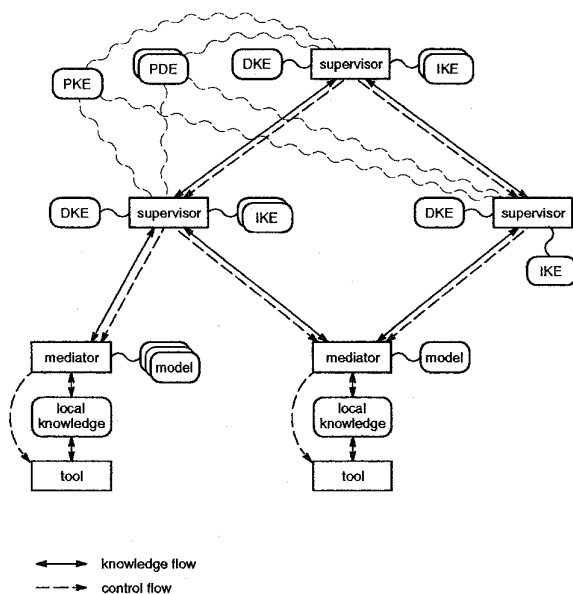 PKE
PDE
DKE
supervisor
IKE
DKE
supervisor
IKE
DKE
supervisor
IKE
mediator
model
mediator
model
local
knowledge
local
knowledge
tool
tool
knowledge flow
control flow